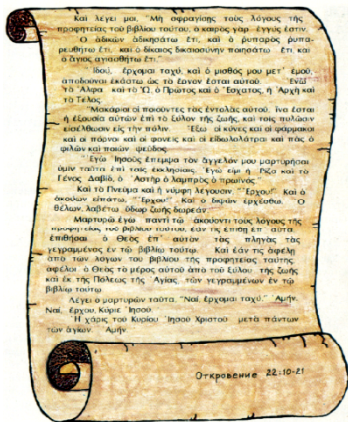 Καὶ λέγει μοι, "Μὴ σφραγίσῃς τοὺς λόγους τῆς
προφητείας τοῦ βιβλίου τούτου, ὁ καιρὸς γὰρ ἐγγύς ἐστιν.
Ὁ ἀδικῶν ἀδικησάτω ἔτι, καὶ ὁ ῥυπαρὸς ῥυπα-
ρευθήτω ἔτι, καὶ ὁ δίκαιος δικαιοσύνην ποιησάτω ἔτι καὶ
ὁ ἅγιος ἁγιασθήτω ἔτι."
"Ἰδού, ἔρχομαι ταχύ, καὶ ὁ μισθός μου μετ' ἐμοῦ,
ἀποδοῦναι ἑκάστῳ ὡς τὸ ἔργον ἔσται αὐτοῦ. Ἐγὼ
τὸ Ἄλφα καὶ τὸ Ὦ, ὁ Πρῶτος καὶ ὁ Ἔσχατος, ἡ Ἀρχὴ καὶ
τὸ Τέλος."
"Μακάριοι οἱ ποιοῦντες τὰς ἐντολὰς αὐτοῦ, ἵνα ἔσται
ἡ ἐξουσία αὐτῶν ἐπὶ τὸ ξύλον τῆς ζωῆς, καὶ τοῖς πυλῶσιν
εἰσέλθωσιν εἰς τὴν πόλιν. Ἔξω οἱ κύνες καὶ οἱ φάρμακοι
καὶ οἱ πόρνοι καὶ οἱ φονεῖς καὶ οἱ εἰδωλολάτραι καὶ πᾶς ὁ
φιλῶν καὶ ποιῶν ψεῦδος.
"Ἐγὼ Ἰησοῦς ἔπεμψα τὸν ἄγγελόν μου μαρτυρῆσαι
ὑμῖν ταῦτα ἐπὶ ταῖς ἐκκλησίαις. Ἐγώ εἰμι ἡ Ῥίζα καὶ τὸ
Γένος Δαβίδ, ὁ Ἀστὴρ ὁ λαμπρὸς ὁ πρωϊνός."
Καὶ τὸ Πνεῦμα καὶ ἡ νύμφη λέγουσιν, "Ἔρχου!" Καὶ ὁ
ἀκούων εἰπάτω, "Ἔρχου!" Καὶ ὁ διψῶν ἐρχέσθω. Ὁ
θέλων, λαβέτω ὕδωρ ζωῆς δωρεάν.
Μαρτυρῶ ἐγὼ παντὶ τῷ ἀκούοντι τοὺς λόγους τῆς
προφητείας τοῦ βιβλίου τούτου, ἐάν τις ἐπιθῇ ἐπ' αὐτά,
ἐπιθήσαι ὁ Θεὸς ἐπ' αὐτὸν τὰς πληγὰς τὰς
γεγραμμένας ἐν τῷ βιβλίῳ τούτῳ. Καὶ ἐάν τις ἀφέλῃ
ἀπὸ τῶν λόγων τοῦ βιβλίου τῆς προφητείας ταύτης,
ἀφέλοι ὁ Θεὸς τὸ μέρος αὐτοῦ ἀπὸ τοῦ ξύλου τῆς ζωῆς
καὶ ἐκ τῆς Πόλεως τῆς Ἁγίας, τῶν γεγραμμένων ἐν τῷ
βιβλίῳ τούτῳ.
Λέγει ὁ μαρτυρῶν ταῦτα, "Ναί, ἔρχομαι ταχύ." Ἀμήν.
Ναί, ἔρχου, Κύριε Ἰησοῦ.
Ἡ χάρις τοῦ Κυρίου Ἰησοῦ Χριστοῦ μετὰ πάντων
τῶν ἁγίων. Ἀμήν.
Откровение 22:10-21